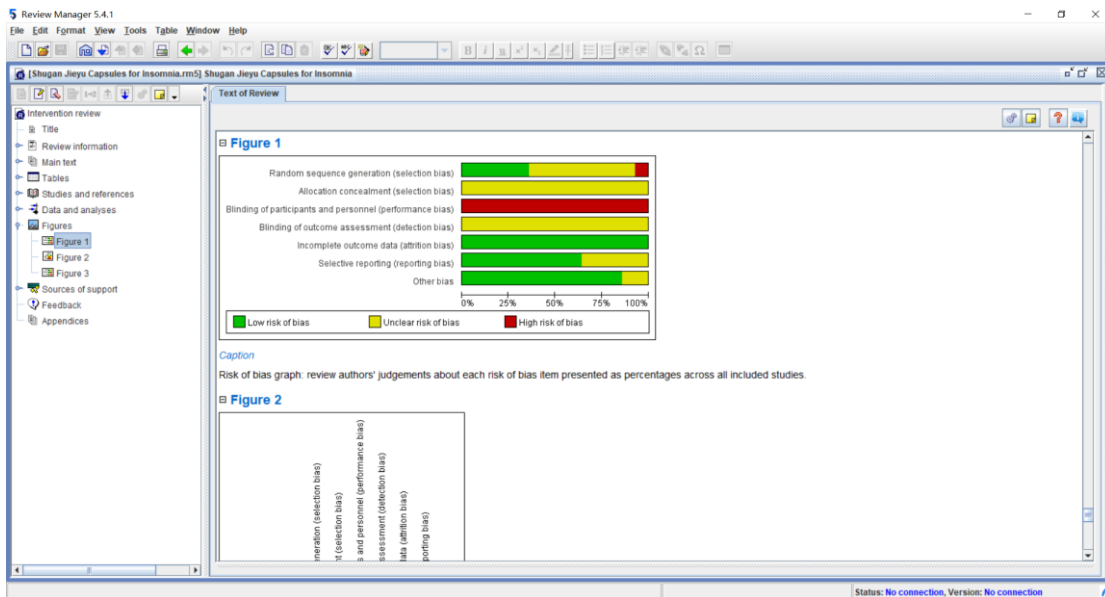 Review Manager 5.4.1
File Edit Format View Tools Table Window Help
[Shugan Jieyu Capsules for Insomnia.rm5] Shugan Jieyu Capsules for Insomnia
Intervention review
Title
Review information
Main text
Tables
Studies and references
Data and analyses
Figures
Figure 1
Figure 2
Figure 3
Sources of support
Feedback
Appendices
Text of Review
Figure 1
Random sequence generation (selection bias)
Allocation concealment (selection bias)
Blinding of participants and personnel (performance bias)
Blinding of outcome assessment (detection bias)
Incomplete outcome data (attrition bias)
Selective reporting (reporting bias)
Other bias
0% 25% 50% 75% 100%
Low risk of bias Unclear risk of bias High risk of bias
Caption
Risk of bias graph: review authors' judgements about each risk of bias item presented as percentages across all included studies.
Figure 2
eneration (selection bias)
nt (selection bias)
s and personnel (performance bias)
ssessment (detection bias)
ata (attrition bias)
porting bias)
Status: No connection, Version: No connection